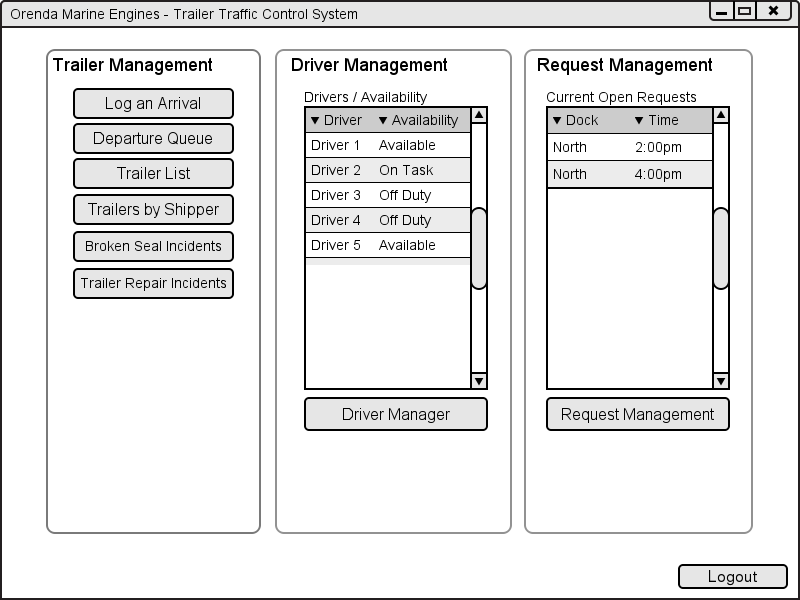 Orenda Marine Engines - Trailer Traffic Control System
Trailer Management
Log an Arrival
Departure Queue
Trailer List
Trailers by Shipper
Broken Seal Incidents
Trailer Repair Incidents
Driver Management
Drivers / Availability
Driver Availability
Driver 1 Available
Driver 2 On Task
Driver 3 Off Duty
Driver 4 Off Duty
Driver 5 Available
Driver Manager
Request Management
Current Open Requests
Dock Time
North 2:00pm
North 4:00pm
Request Management
Logout